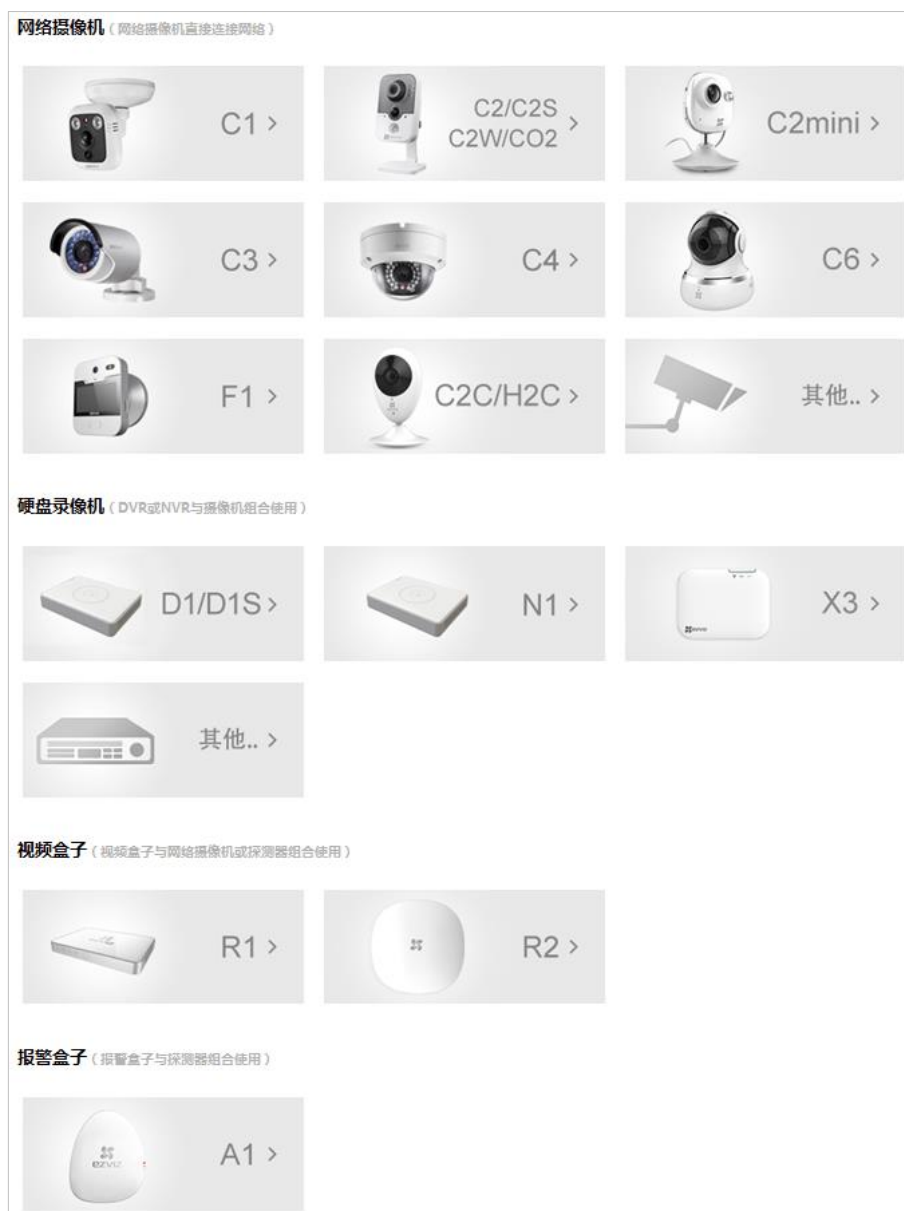 网络摄像机（网络摄像机直接连接网络）
C1 >
C2/C2S
C2W/CO2 >
C2mini >
C3 >
C4 >
C6 >
F1 >
C2C/H2C >
其他.. >
硬盘录像机（DVR或NVR与摄像机组合使用）
D1/D1S >
N1 >
X3 >
ezviz
其他.. >
视频盒子（视频盒子与网络摄像机或探测器组合使用）
R1 >
R2 >
报警盒子（报警盒子与探测器组合使用）
ezviz
A1 >